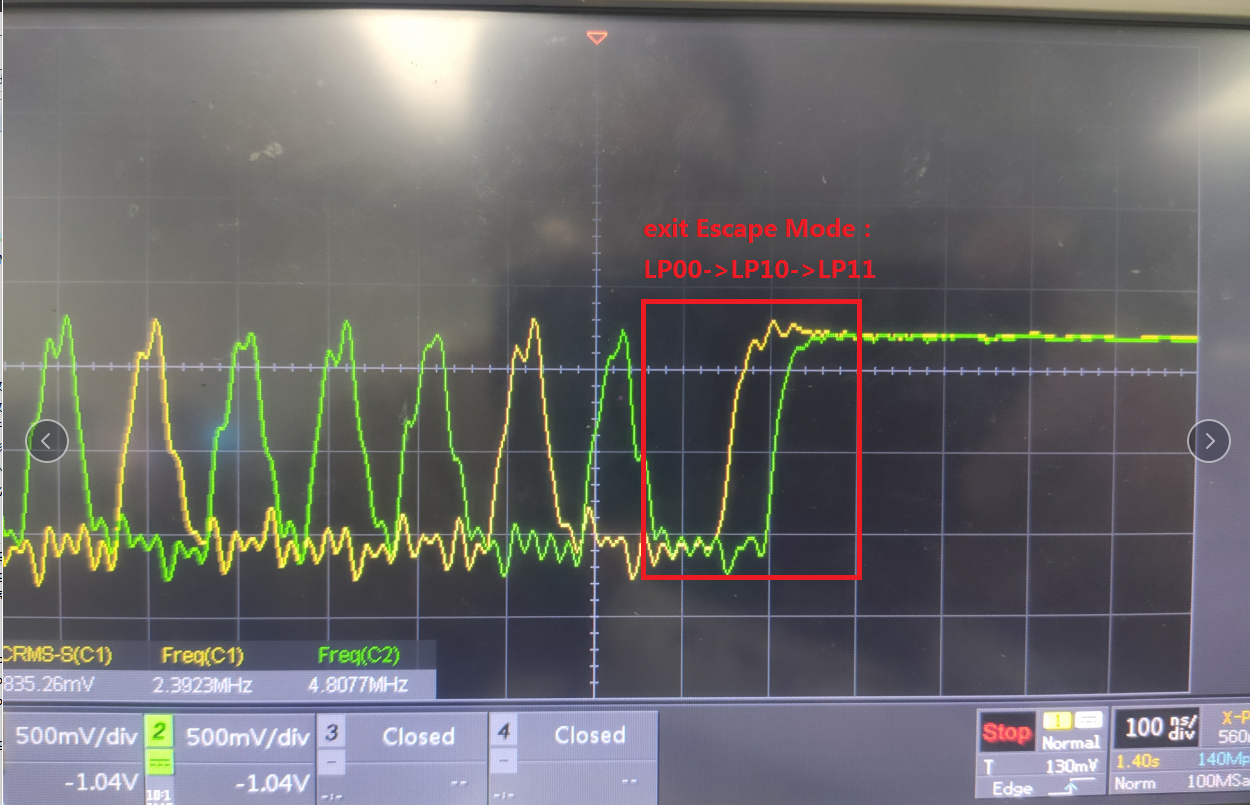 exit Escape Mode :
LP00->LP10->LP11
CRMS-S(C1) Freq(C1) Freq(C2)
835.26mV 2.3923MHz 4.8077MHz
500mV/div 2 500mV/div 3 Closed 4 Closed
-1.04V 10:1 -1.04V -- --
Stop 1 Normal 100 ns/div
T 130mV 1.40s
Edge Norm 100MSa